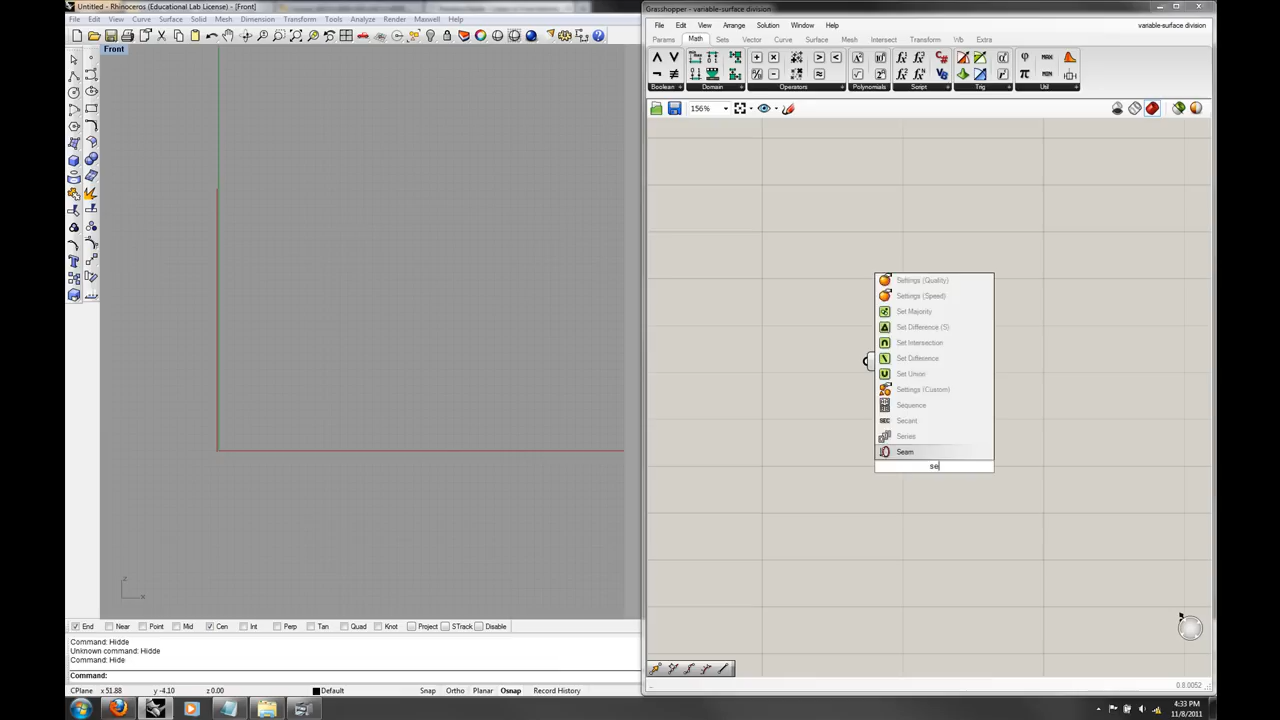 Untitled - Rhinoceros (Educational Lab License) - [Front]
File Edit View Curve Surface Solid Mesh Dimension Transform Tools Analyze Render Maxwell Help
Front
z
x
End Near Point Mid Cen Int Perp Tan Quad Knot Project STrack Disable
Command: Hidde
Unknown command: Hidde
Command: Hide
Command:
CPlane x 51.88 y -4.10 z 0.00 Default Snap Ortho Planar Osnap Record History
Grasshopper - variable-surface division
File Edit View Arrange Solution Window Help variable-surface division
Params Math Sets Vector Curve Surface Mesh Intersect Transform Wb Extra
Boolean Domain Operators Polynomials Script Trig Util
156%
Settings (Quality)
Settings (Speed)
Set Majority
Set Difference (S)
Set Intersection
Set Difference
Set Union
Settings (Custom)
Sequence
SEC Secant
Series
Seam
se
0.8.0052
4:33 PM
11/8/2011